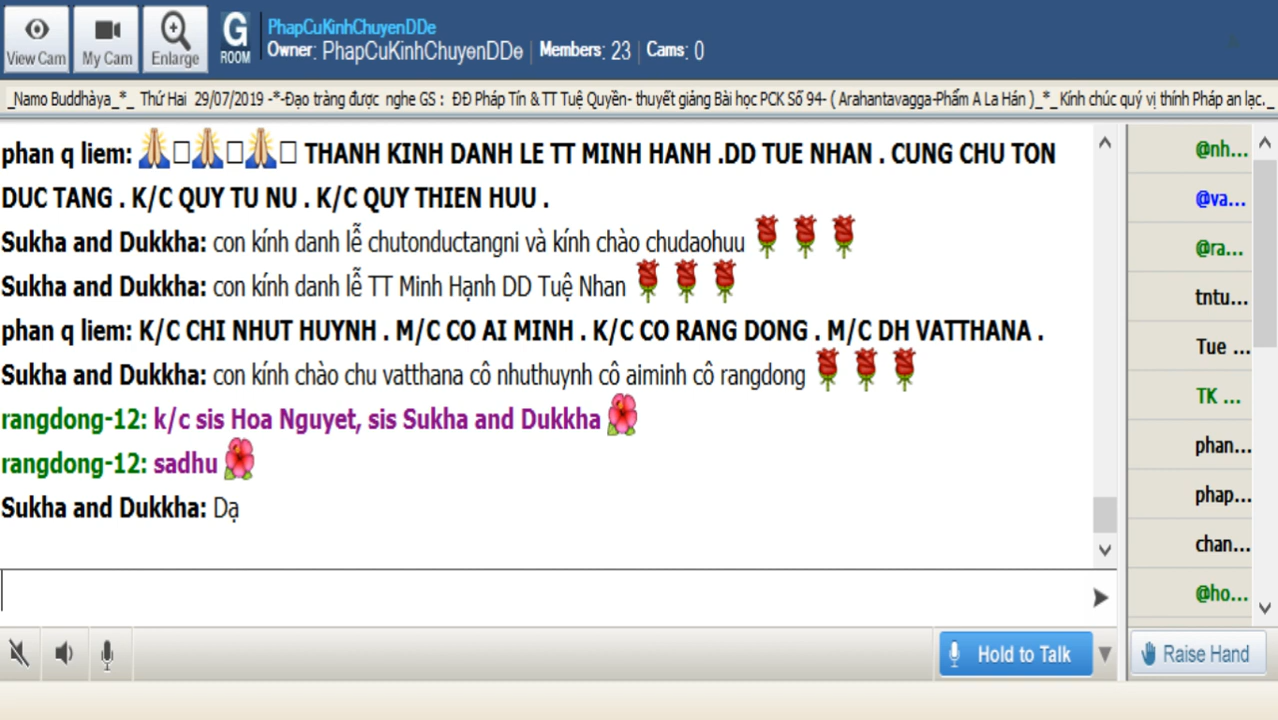 View Cam
My Cam
Enlarge
G
ROOM
PhapCuKinhChuyenDDe
Owner: PhapCuKinhChuyenDDe | Members: 23 | Cams: 0
_Namo Buddhàya_*_ Thứ Hai 29/07/2019 -*-Đạo tràng được nghe GS : ĐĐ Pháp Tín & TT Tuệ Quyền- thuyết giảng Bài học PCK Số 94- ( Arahantavagga-Phẩm A La Hán )_*_ Kính chúc quý vị thính Pháp an lạc._
phan q liem: 🙏🙏🙏 THANH KINH DANH LE TT MINH HANH .DD TUE NHAN . CUNG CHU TON
DUC TANG . K/C QUY TU NU . K/C QUY THIEN HUU .
Sukha and Dukkha: con kính danh lễ chutonductangni và kính chào chudaohuu 🌹🌹🌹
Sukha and Dukkha: con kính danh lễ TT Minh Hạnh DD Tuệ Nhan 🌹🌹🌹
phan q liem: K/C CHI NHUT HUYNH . M/C CO AI MINH . K/C CO RANG DONG . M/C DH VATTHANA .
Sukha and Dukkha: con kính chào chu vatthana cô nhuthuynh cô aiminh cô rangdong 🌹🌹🌹
rangdong-12: k/c sis Hoa Nguyet, sis Sukha and Dukkha 🌺
rangdong-12: sadhu 🌺
Sukha and Dukkha: Dạ
@nh...
@va...
@ra...
tntu...
Tue ...
TK ...
phan...
phap...
chan...
@ho...
Hold to Talk
Raise Hand